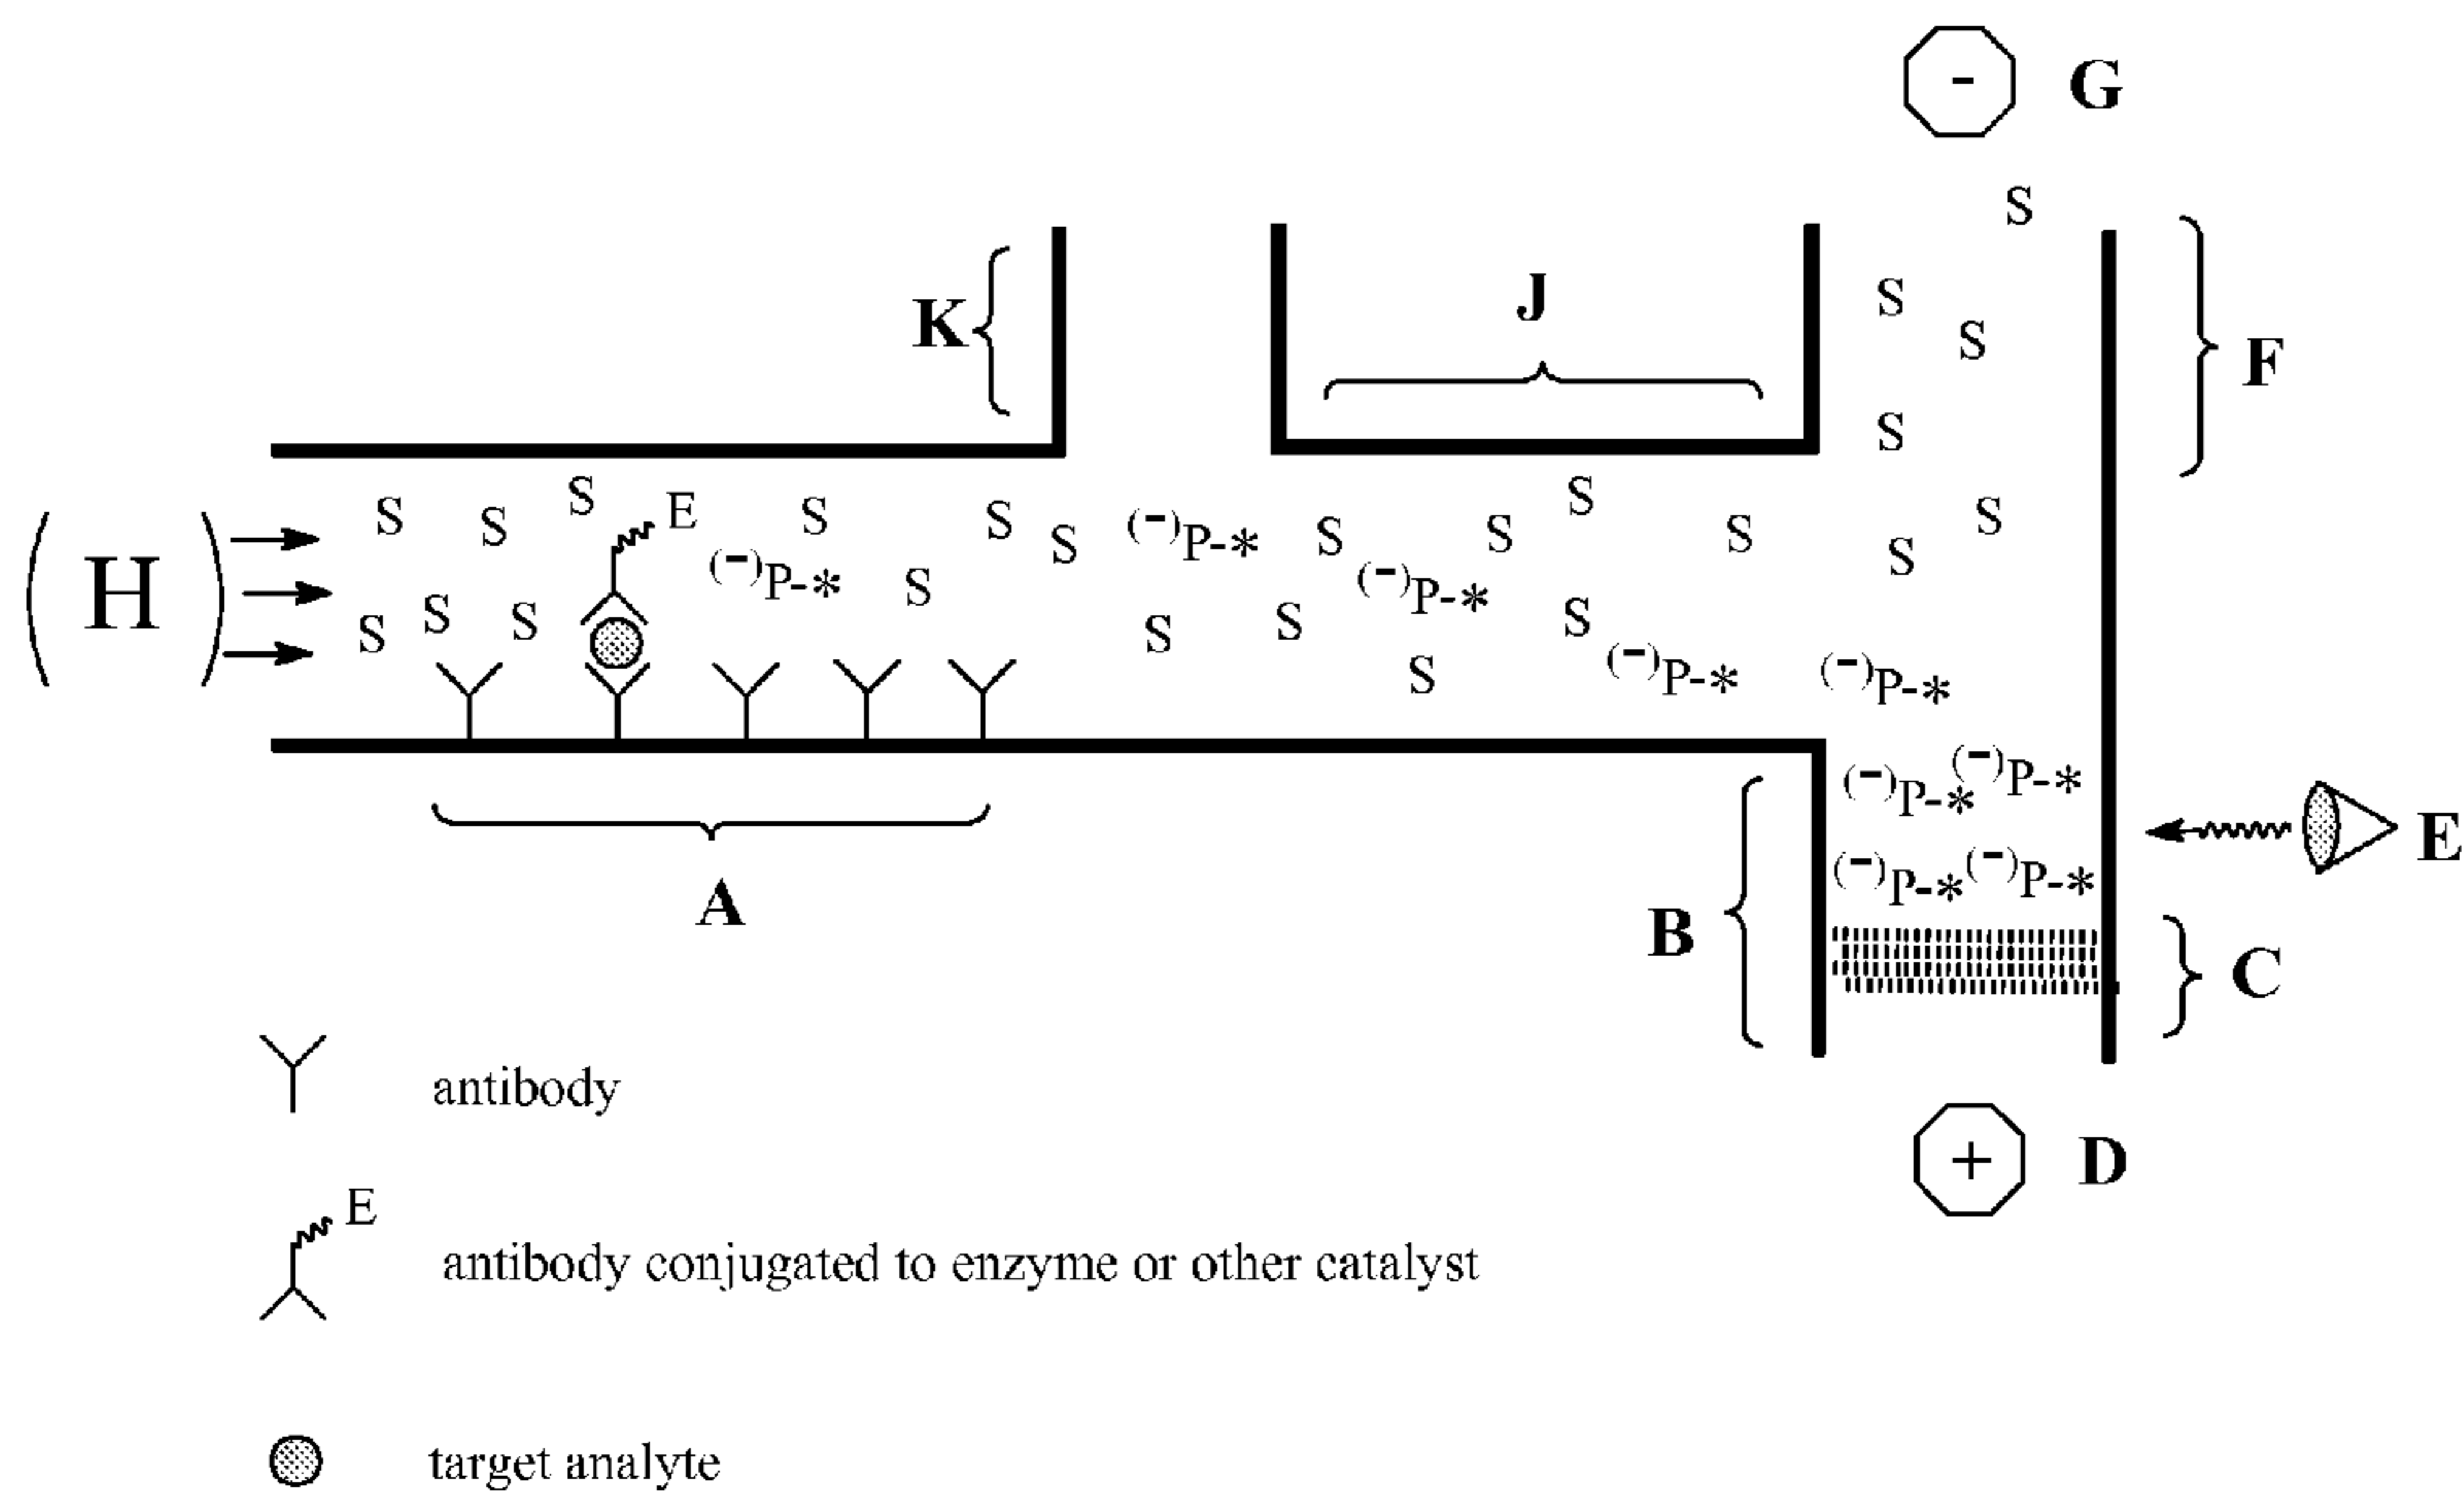 - G
S
S
K
J
S
F
S
S S S E S S S (-)P-* S S S S S
(H) (-)P-* S (-)P-* S
S S S S S S (-)P-* (-)P-*
S
(-)P-* (-)P-*
E
A
(-)P-* (-)P-*
B
C
antibody
+ D
E
antibody conjugated to enzyme or other catalyst
target analyte